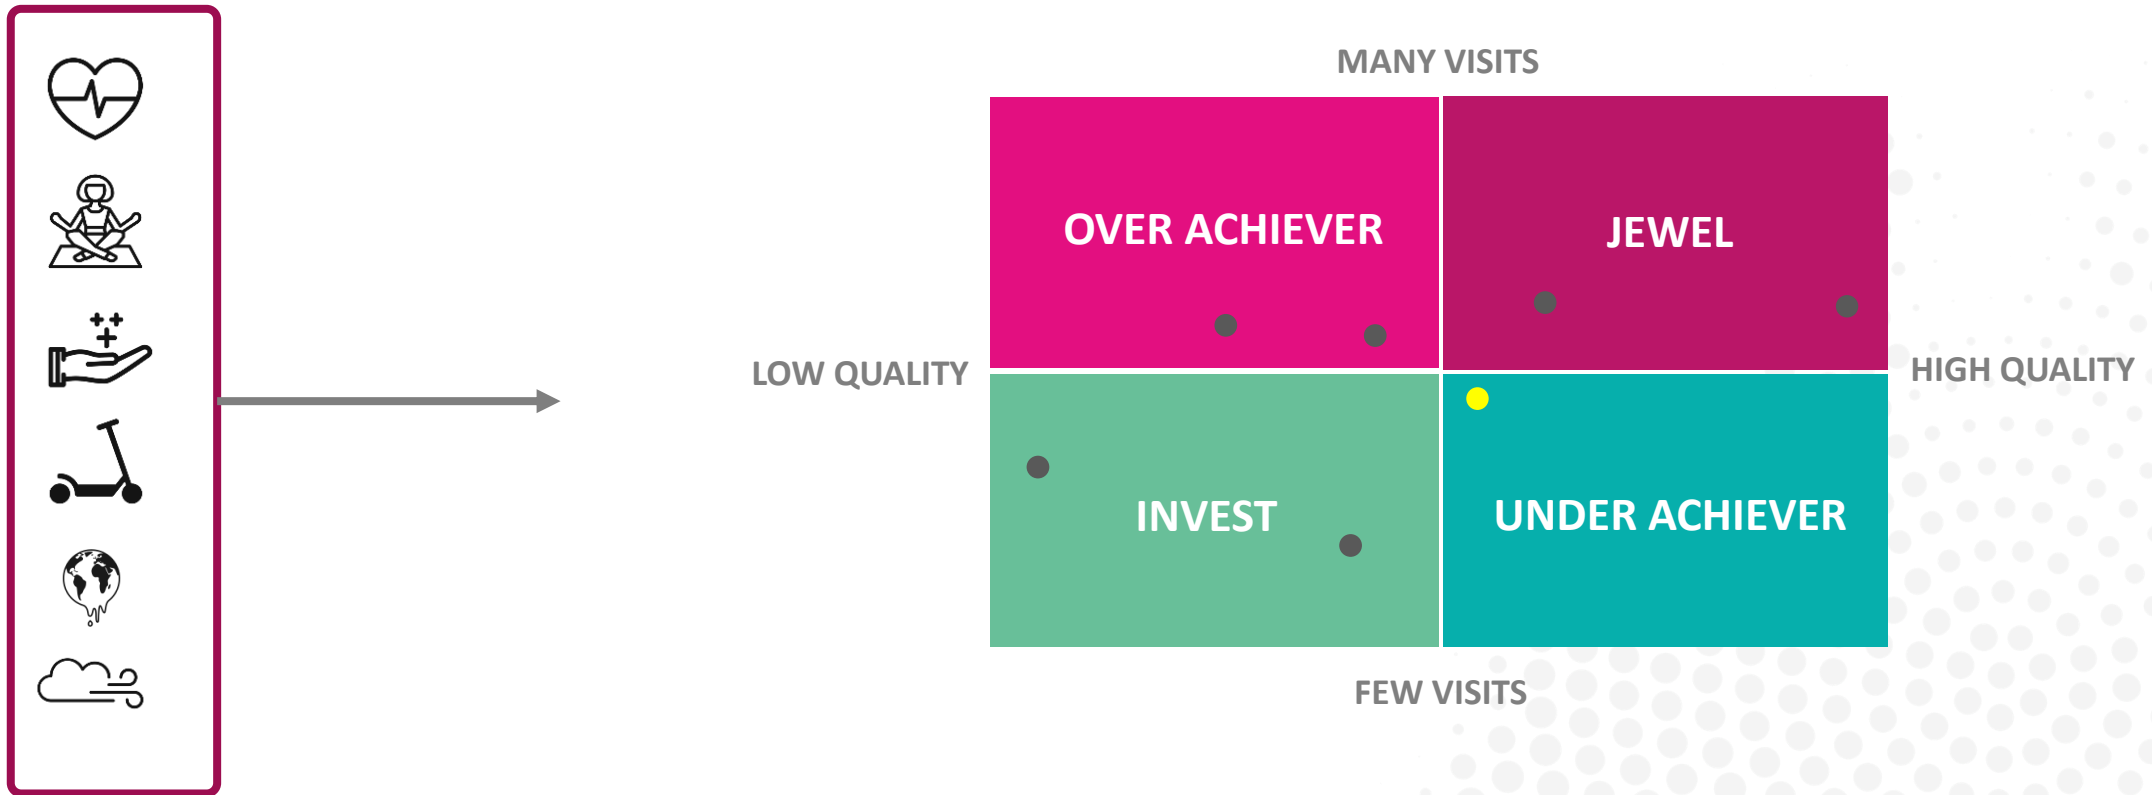 MANY VISITS
OVER ACHIEVER
JEWEL
LOW QUALITY
HIGH QUALITY
INVEST
UNDER ACHIEVER
FEW VISITS